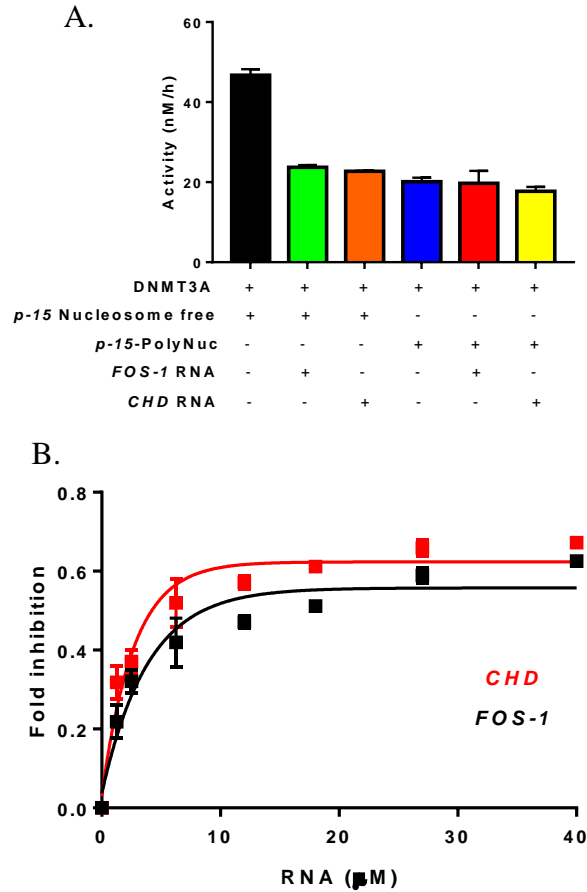 A.
60
40
20
0
Activity (nM/h)
DNMT3A + + + + + +
p-15 Nucleosome free + + + - - -
p-15-PolyNuc - - - + + +
FOS-1 RNA - + - - + -
CHD RNA - - + - - +
B.
0.8
0.6
0.4
0.2
0.0
Fold inhibition
CHD
FOS-1
0 10 20 30 40
RNA (μM)